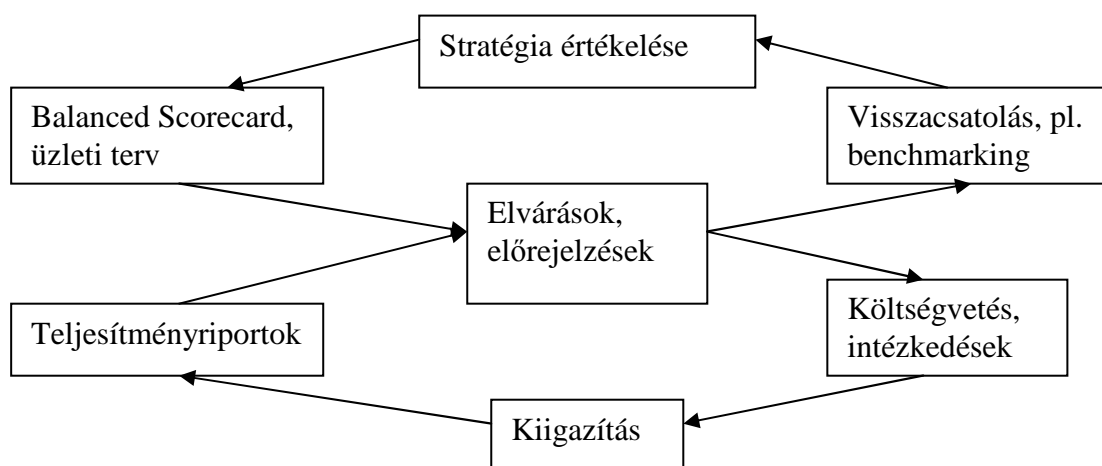 Stratégia értékelése
Balanced Scorecard,
üzleti terv
Visszacsatolás, pl.
benchmarking
Elvárások,
előrejelzések
Teljesítményriportok
Költségvetés,
intézkedések
Kiigazítás